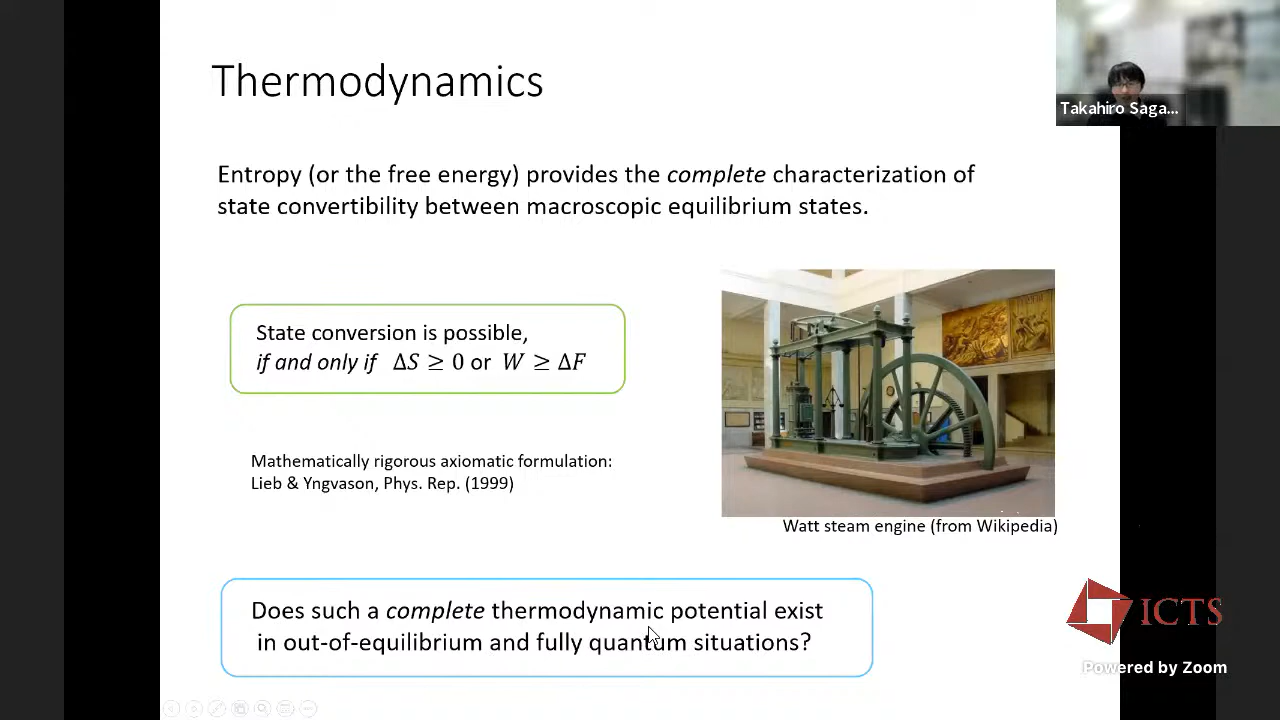 Thermodynamics
Takahiro Saga...
Entropy (or the free energy) provides the complete characterization of
state convertibility between macroscopic equilibrium states.
State conversion is possible,
if and only if ΔS ≥ 0 or W ≥ ΔF
Mathematically rigorous axiomatic formulation:
Lieb & Yngvason, Phys. Rep. (1999)
Watt steam engine (from Wikipedia)
Does such a complete thermodynamic potential exist
in out-of-equilibrium and fully quantum situations?
ICTS
Powered by Zoom